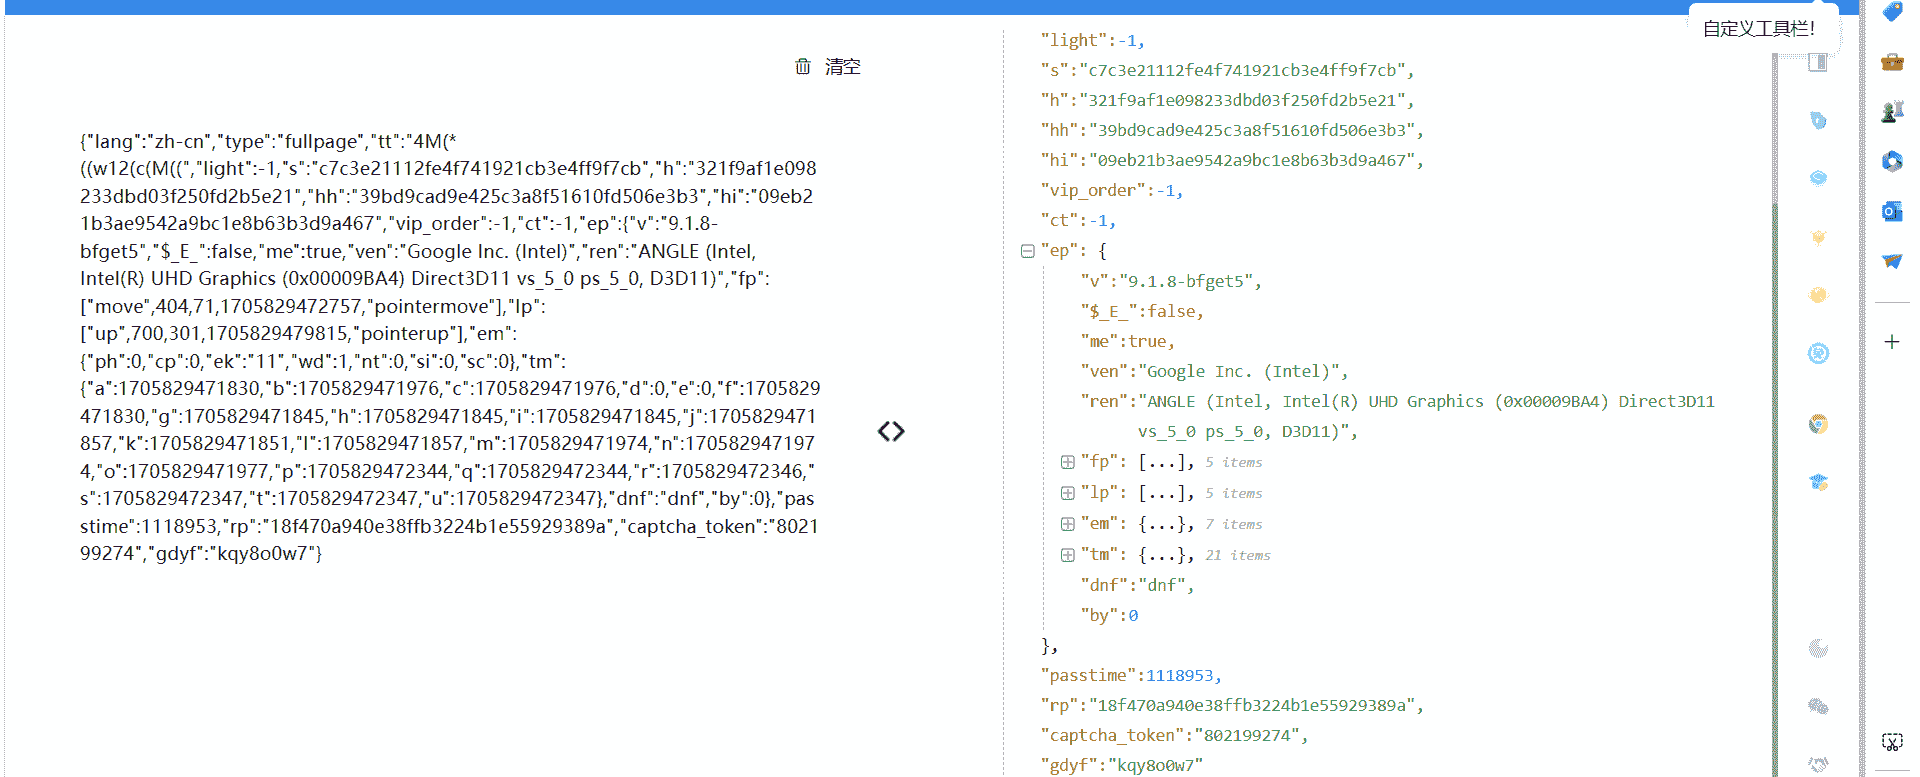 自定义工具栏!
清空
{"lang":"zh-cn","type":"fullpage","tt":"4M(*
((w12(c(M((","light":-1,"s":"c7c3e21112fe4f741921cb3e4ff9f7cb","h":"321f9af1e098
233dbd03f250fd2b5e21","hh":"39bd9cad9e425c3a8f51610fd506e3b3","hi":"09eb2
1b3ae9542a9bc1e8b63b3d9a467","vip_order":-1,"ct":-1,"ep":{"v":"9.1.8-
bfget5","$_E_":false,"me":true,"ven":"Google Inc. (Intel)","ren":"ANGLE (Intel,
Intel(R) UHD Graphics (0x00009BA4) Direct3D11 vs_5_0 ps_5_0, D3D11)","fp":
["move",404,71,1705829472757,"pointermove"],"lp":
["up",700,301,1705829479815,"pointerup"],"em":
{"ph":0,"cp":0,"ek":"11","wd":1,"nt":0,"si":0,"sc":0},"tm":
{"a":1705829471830,"b":1705829471976,"c":1705829471976,"d":0,"e":0,"f":1705829
471830,"g":1705829471845,"h":1705829471845,"i":1705829471845,"j":1705829471
857,"k":1705829471851,"l":1705829471857,"m":1705829471974,"n":170582947197
4,"o":1705829471977,"p":1705829472344,"q":1705829472344,"r":1705829472346,"
s":1705829472347,"t":1705829472347,"u":1705829472347},"dnf":"dnf","by":0},"pas
stime":1118953,"rp":"18f470a940e38ffb3224b1e55929389a","captcha_token":"8021
99274","gdyf":"kqy8o0w7"}
"light":-1,
"s":"c7c3e21112fe4f741921cb3e4ff9f7cb",
"h":"321f9af1e098233dbd03f250fd2b5e21",
"hh":"39bd9cad9e425c3a8f51610fd506e3b3",
"hi":"09eb21b3ae9542a9bc1e8b63b3d9a467",
"vip_order":-1,
"ct":-1,
"ep": {
"v":"9.1.8-bfget5",
"$_E_":false,
"me":true,
"ven":"Google Inc. (Intel)",
"ren":"ANGLE (Intel, Intel(R) UHD Graphics (0x00009BA4) Direct3D11
vs_5_0 ps_5_0, D3D11)",
"fp": [...], 5 items
"lp": [...], 5 items
"em": {...}, 7 items
"tm": {...}, 21 items
"dnf":"dnf",
"by":0
},
"passtime":1118953,
"rp":"18f470a940e38ffb3224b1e55929389a",
"captcha_token":"802199274",
"gdyf":"kqy8o0w7"